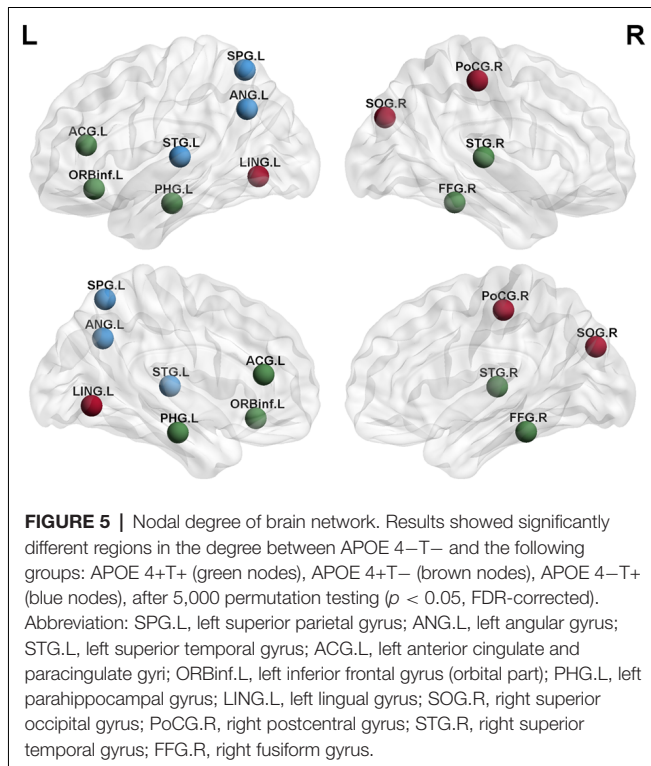 L
R
SPG.L
ANG.L
ACG.L
STG.L
ORBinf.L
PHG.L
LING.L
PoCG.R
SOG.R
STG.R
FFG.R
SPG.L
ANG.L
STG.L
ACG.L
LING.L
ORBinf.L
PHG.L
PoCG.R
SOG.R
STG.R
FFG.R
FIGURE 5 | Nodal degree of brain network. Results showed significantly
different regions in the degree between APOE 4−T− and the following
groups: APOE 4+T+ (green nodes), APOE 4+T− (brown nodes), APOE 4−T+
(blue nodes), after 5,000 permutation testing (p < 0.05, FDR-corrected).
Abbreviation: SPG.L, left superior parietal gyrus; ANG.L, left angular gyrus;
STG.L, left superior temporal gyrus; ACG.L, left anterior cingulate and
paracingulate gyri; ORBinf.L, left inferior frontal gyrus (orbital part); PHG.L, left
parahippocampal gyrus; LING.L, left lingual gyrus; SOG.R, right superior
occipital gyrus; PoCG.R, right postcentral gyrus; STG.R, right superior
temporal gyrus; FFG.R, right fusiform gyrus.